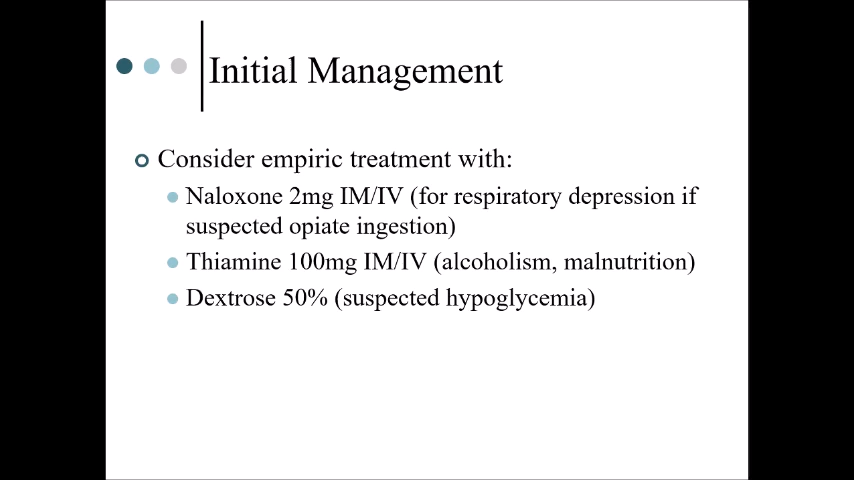 Initial Management
Consider empiric treatment with:
Naloxone 2mg IM/IV (for respiratory depression if
suspected opiate ingestion)
Thiamine 100mg IM/IV (alcoholism, malnutrition)
Dextrose 50% (suspected hypoglycemia)